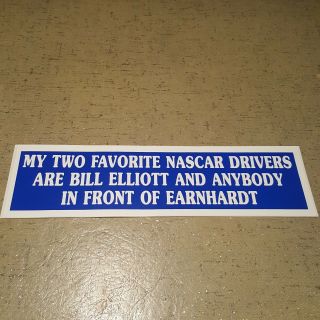 MY TWO FAVORITE NASCAR DRIVERS
ARE BILL ELLIOTT AND ANYBODY
IN FRONT OF EARNHARDT